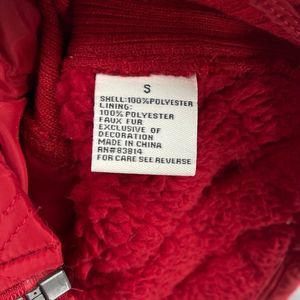 S
SHELL:100%POLYESTER
LINING:
100%POLYESTER
FAUX FUR
EXCLUSIVE OF
DECORATION
MADE IN CHINA
RN#83814
FOR CARE SEE REVERSE